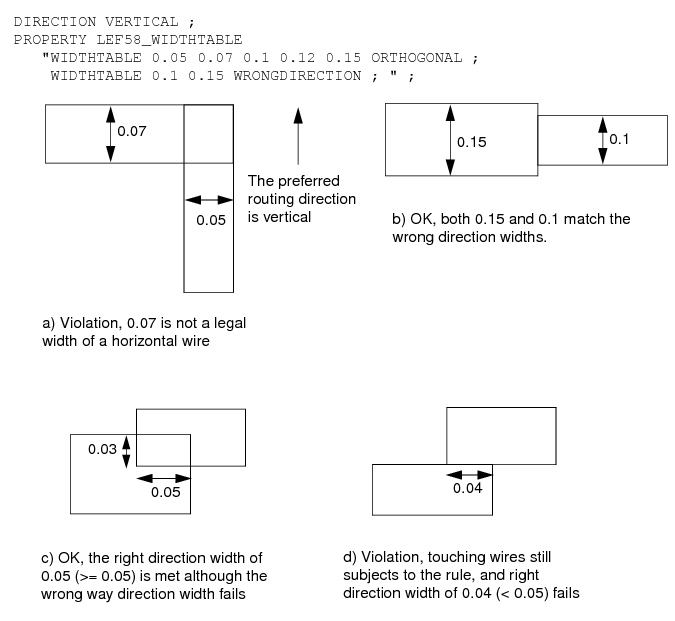 DIRECTION VERTICAL ;
PROPERTY LEF58_WIDTHTABLE
"WIDTHTABLE 0.05 0.07 0.1 0.12 0.15 ORTHOGONAL ;
WIDTHTABLE 0.1 0.15 WRONGDIRECTION ; " ;
0.07
0.05
The preferred
routing direction
is vertical
0.15
0.1
b) OK, both 0.15 and 0.1 match the
wrong direction widths.
a) Violation, 0.07 is not a legal
width of a horizontal wire
0.03
0.05
0.04
c) OK, the right direction width of
0.05 (>= 0.05) is met although the
wrong way direction width fails
d) Violation, touching wires still
subjects to the rule, and right
direction width of 0.04 (< 0.05) fails